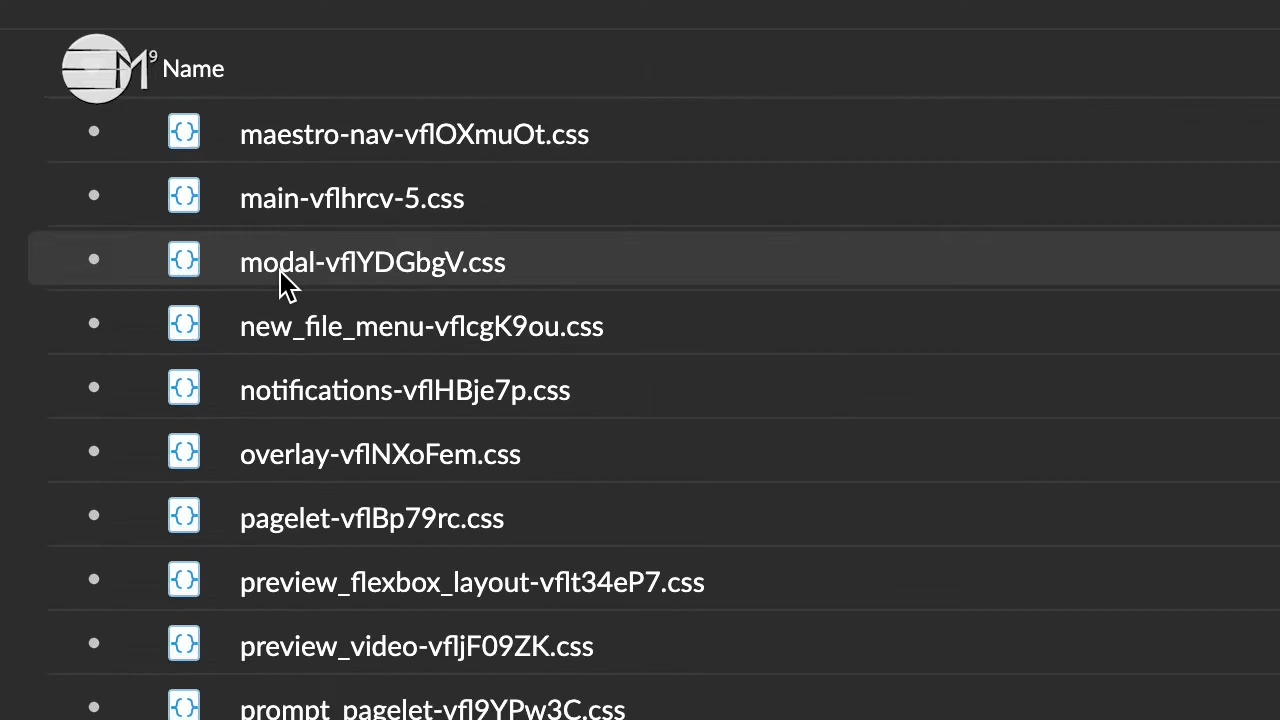 M⁹ Name
maestro-nav-vflOXmuOt.css
main-vflhrcv-5.css
modal-vflYDGbgV.css
new_file_menu-vflcgK9ou.css
notifications-vflHBje7p.css
overlay-vflNXoFem.css
pagelet-vflBp79rc.css
preview_flexbox_layout-vflt34eP7.css
preview_video-vfljF09ZK.css
prompt_pagelet-vfl9YPw3C.css